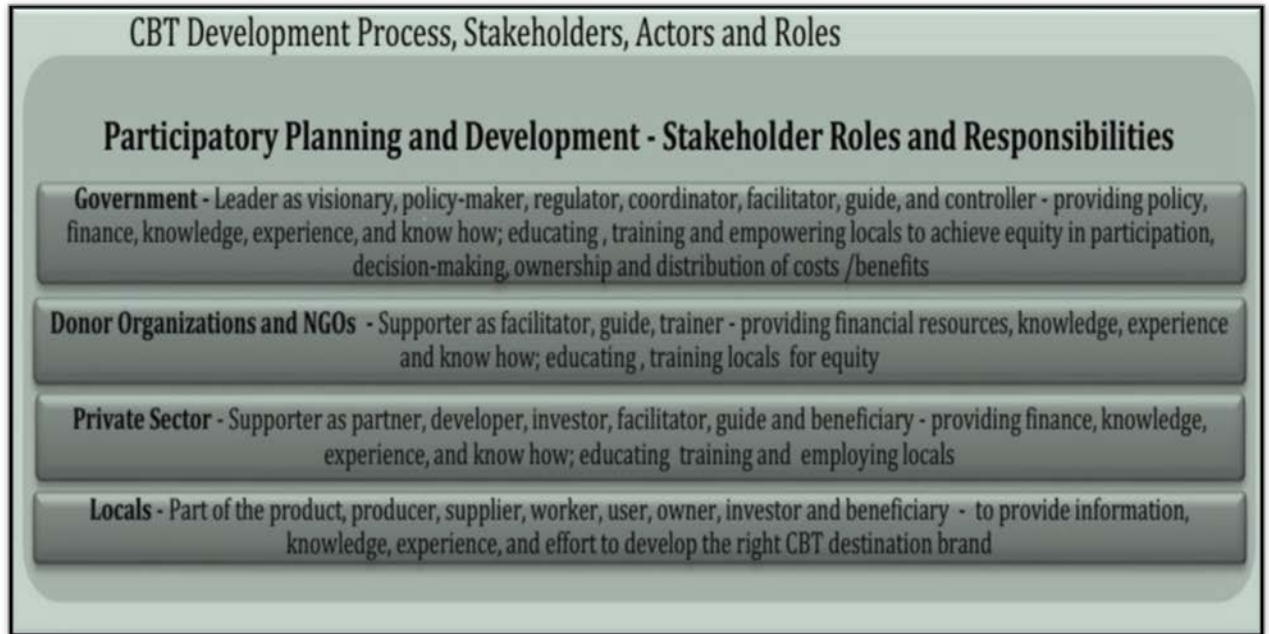 CBT Development Process, Stakeholders, Actors and Roles
Participatory Planning and Development - Stakeholder Roles and Responsibilities
Government - Leader as visionary, policy-maker, regulator, coordinator, facilitator, guide, and controller - providing policy,
finance, knowledge, experience, and know how; educating , training and empowering locals to achieve equity in participation,
decision-making, ownership and distribution of costs /benefits
Donor Organizations and NGOs - Supporter as facilitator, guide, trainer - providing financial resources, knowledge, experience
and know how; educating , training locals for equity
Private Sector - Supporter as partner, developer, investor, facilitator, guide and beneficiary - providing finance, knowledge,
experience, and know how; educating training and employing locals
Locals - Part of the product, producer, supplier, worker, user, owner, investor and beneficiary - to provide information,
knowledge, experience, and effort to develop the right CBT destination brand